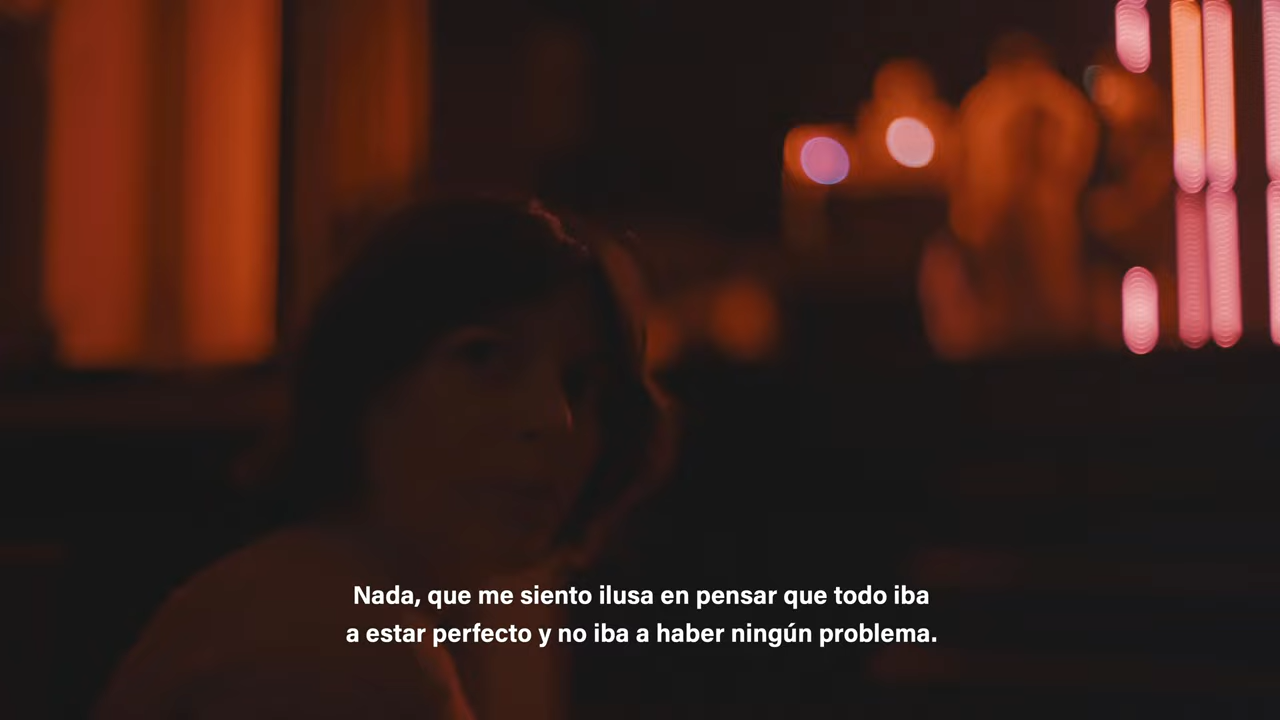 Nada, que me siento ilusa en pensar que todo iba
a estar perfecto y no iba a haber ningún problema.